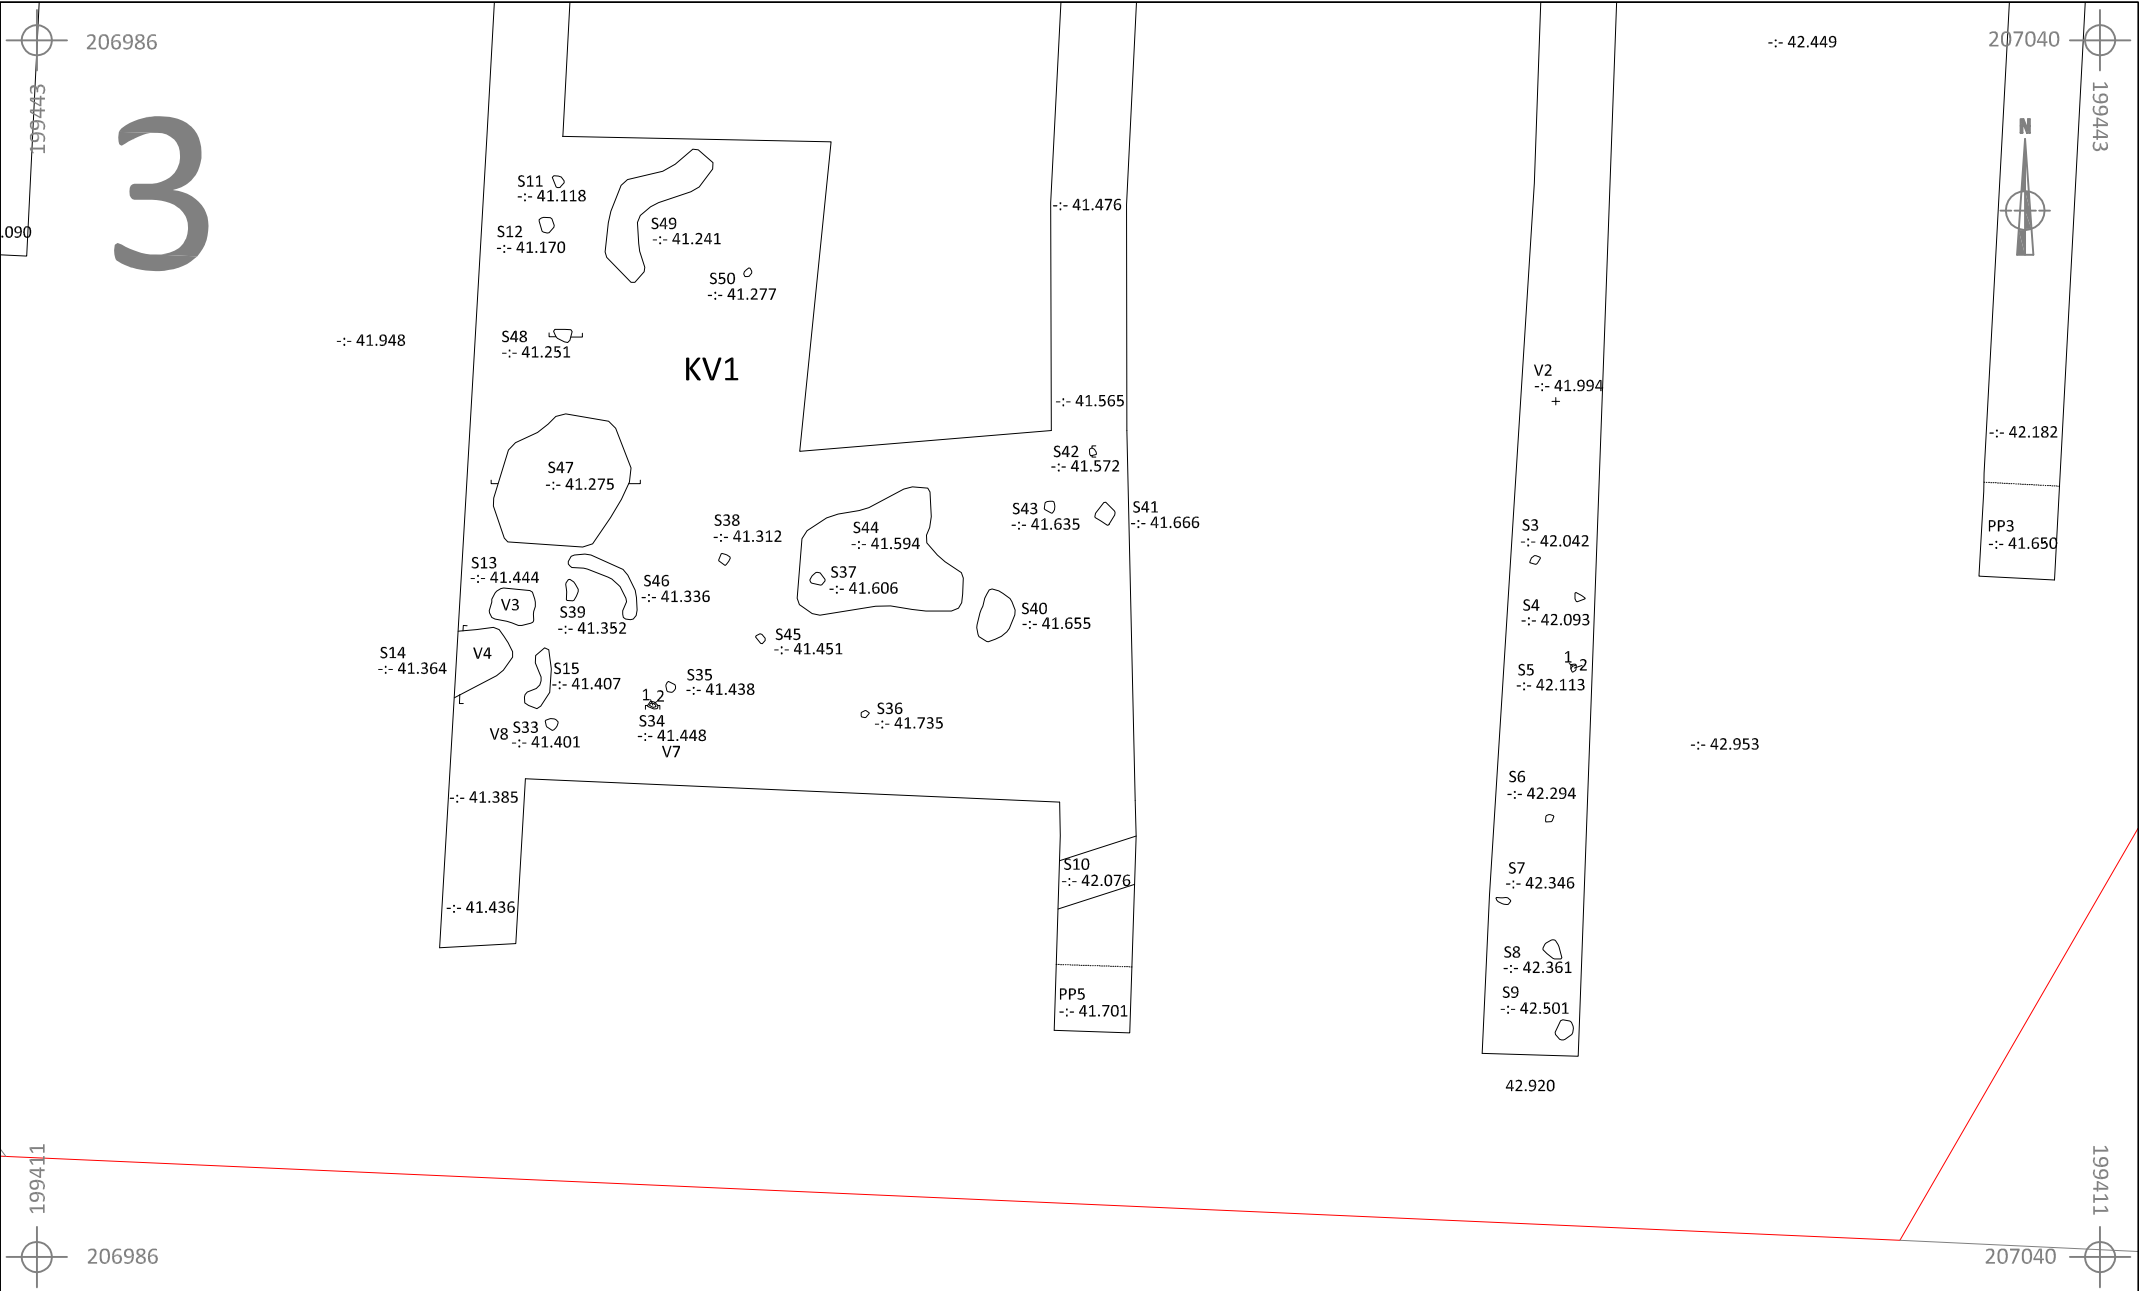 206986
199443
3
.090
-:- 42.449
207040
199443
N
S11
-:- 41.118
S12
-:- 41.170
S49
-:- 41.241
S50
-:- 41.277
-:- 41.476
-:- 41.948
S48
-:- 41.251
KV1
-:- 41.565
V2
-:- 41.994
+
-:- 42.182
S47
-:- 41.275
S42
-:- 41.572
S43
-:- 41.635
S41
-:- 41.666
S38
-:- 41.312
S44
-:- 41.594
S37
-:- 41.606
S3
-:- 42.042
PP3
-:- 41.650
S13
-:- 41.444
V3
S39
-:- 41.352
S46
-:- 41.336
S40
-:- 41.655
S4
-:- 42.093
S14
-:- 41.364
V4
S15
-:- 41.407
S45
-:- 41.451
1 2
S5
-:- 42.113
S35
-:- 41.438
1 2
S34
-:- 41.448
V7
S36
-:- 41.735
V8
S33
-:- 41.401
-:- 42.953
-:- 41.385
S6
-:- 42.294
S10
-:- 42.076
S7
-:- 42.346
-:- 41.436
S8
-:- 42.361
PP5
-:- 41.701
S9
-:- 42.501
42.920
199411
206986
199411
207040